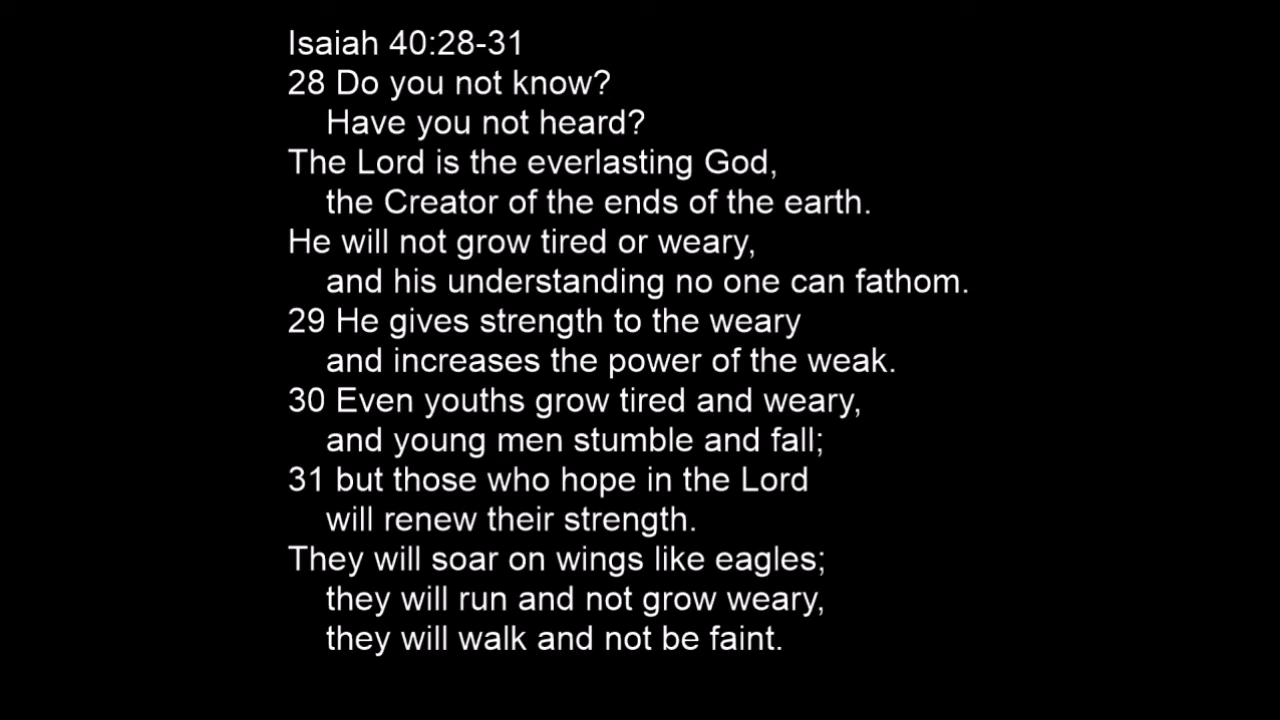 Isaiah 40:28-31
28 Do you not know?
Have you not heard?
The Lord is the everlasting God,
the Creator of the ends of the earth.
He will not grow tired or weary,
and his understanding no one can fathom.
29 He gives strength to the weary
and increases the power of the weak.
30 Even youths grow tired and weary,
and young men stumble and fall;
31 but those who hope in the Lord
will renew their strength.
They will soar on wings like eagles;
they will run and not grow weary,
they will walk and not be faint.